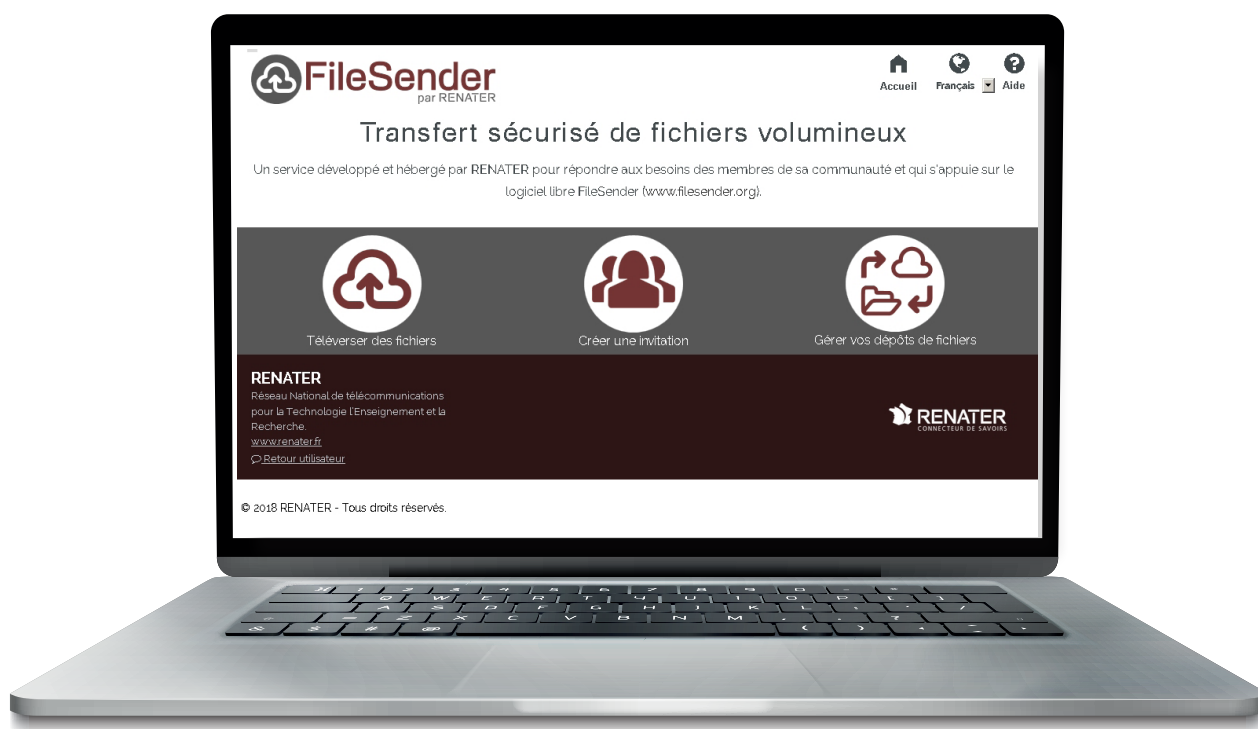 FileSender
par RENATER
Accueil
Français
Aide
Transfert sécurisé de fichiers volumineux
Un service développé et hébergé par RENATER pour répondre aux besoins des membres de sa communauté et qui s'appuie sur le
logiciel libre FileSender (www.filesender.org).
Téléverser des fichiers
Créer une invitation
Gérer vos dépôts de fichiers
RENATER
Réseau National de télécommunications
pour la Technologie l'Enseignement et la
Recherche.
www.renater.fr
Retour utilisateur
RENATER
CONNECTEUR DE SAVOIRS
© 2018 RENATER - Tous droits réservés.
Q W E R T Y U I O P [ ]
A S D F G H J K L
Z X C V B N M